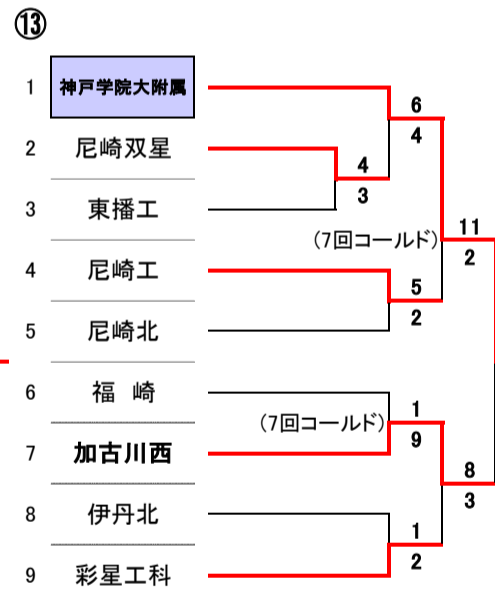 ⑬
1 神戸学院大附属
6
4
2 尼崎双星
4
3
3 東播工
(7回コールド)
11
2
4 尼崎工
5
2
5 尼崎北
6 福 崎
(7回コールド)
1
9
7 加古川西
8
3
8 伊丹北
1
2
9 彩星工科